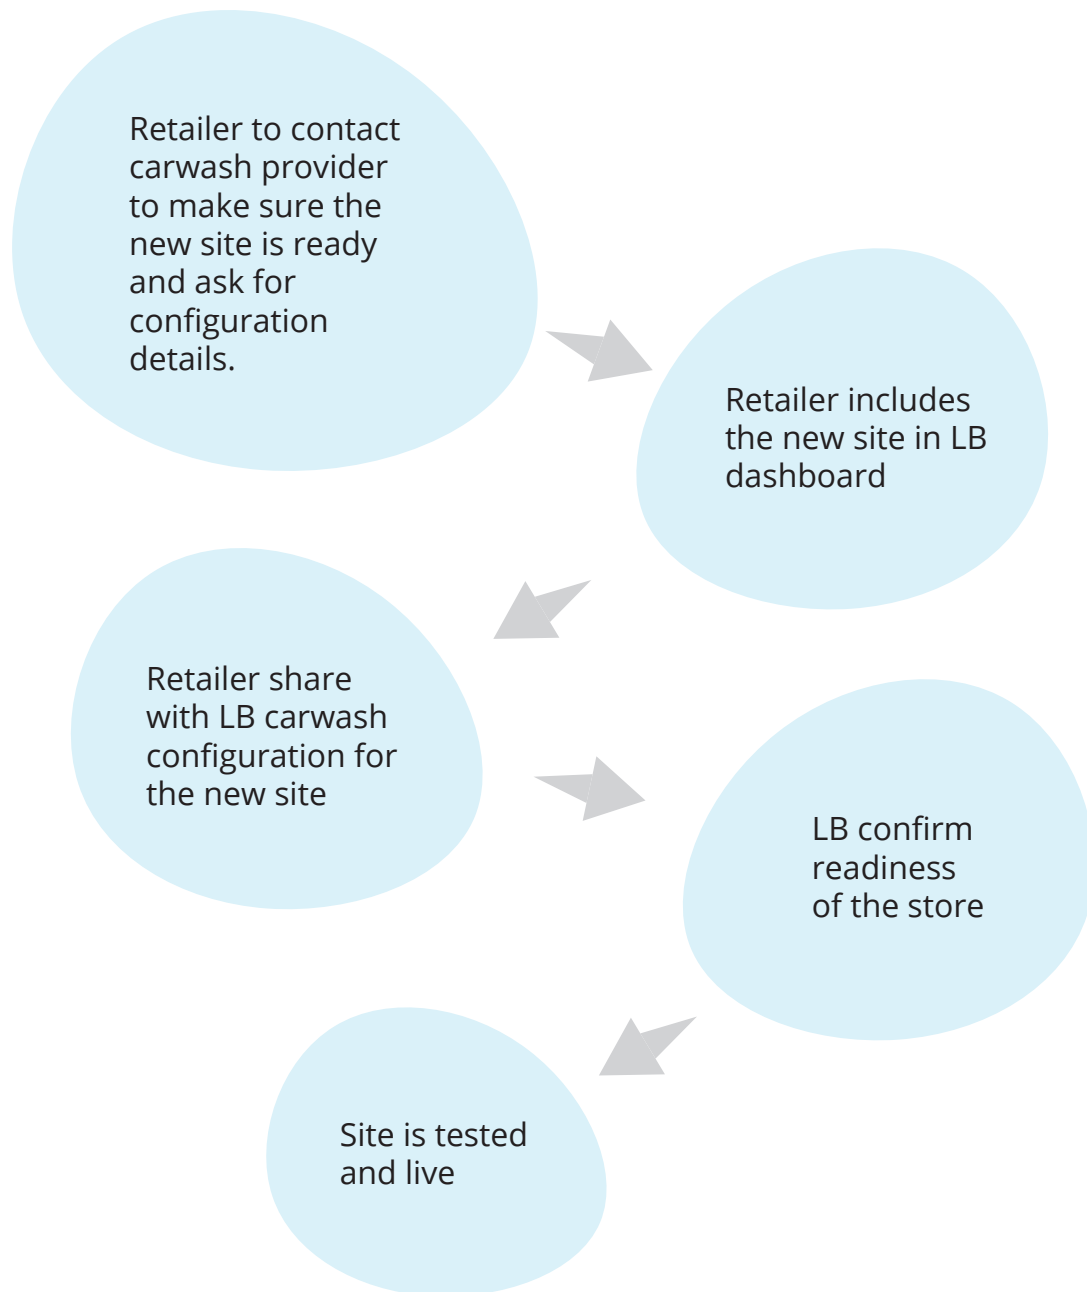 Retailer to contact
carwash provider
to make sure the
new site is ready
and ask for
configuration
details.
Retailer includes
the new site in LB
dashboard
Retailer share
with LB carwash
configuration for
the new site
LB confirm
readiness
of the store
Site is tested
and live